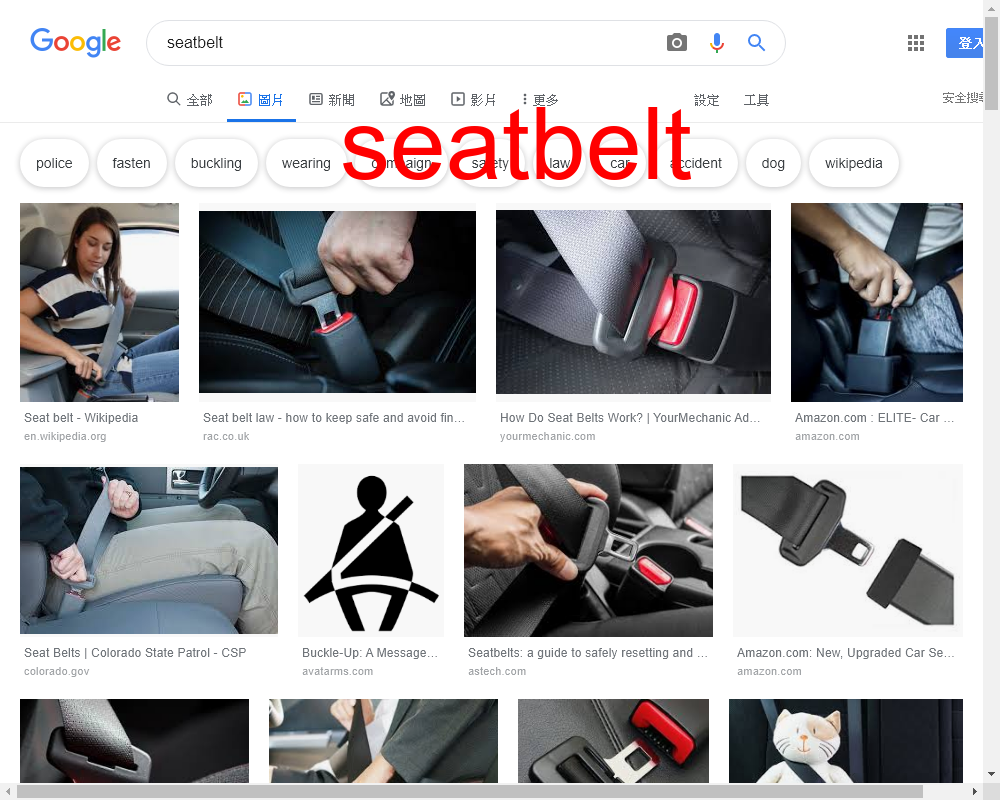 Google
seatbelt
登入
全部
圖片
新聞
地圖
影片
更多
設定
工具
安全搜尋
seatbelt
police
fasten
buckling
wearing
campaign
safety
law
car
accident
dog
wikipedia
Seat belt - Wikipedia
en.wikipedia.org
Seat belt law - how to keep safe and avoid fin...
rac.co.uk
How Do Seat Belts Work? | YourMechanic Ad...
yourmechanic.com
Amazon.com : ELITE- Car ...
amazon.com
Seat Belts | Colorado State Patrol - CSP
colorado.gov
Buckle-Up: A Message...
avatarms.com
Seatbelts: a guide to safely resetting and ...
astech.com
Amazon.com: New, Upgraded Car Se...
amazon.com